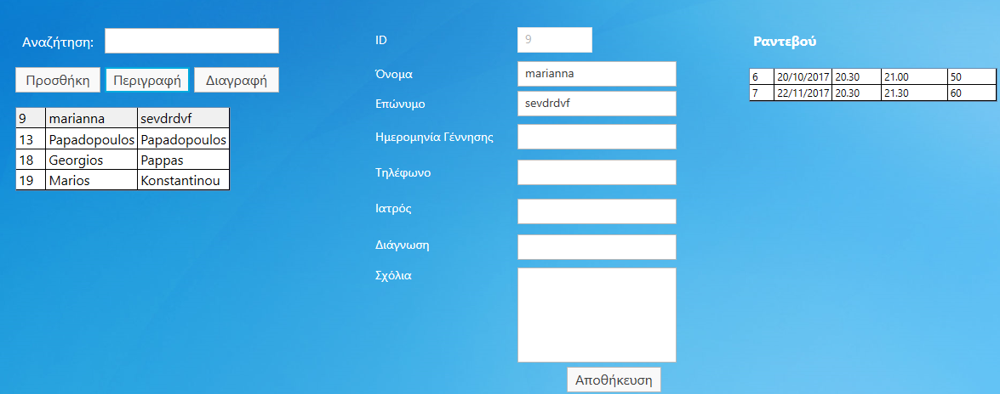 Αναζήτηση:
Προσθήκη Περιγραφή Διαγραφή
9 marianna sevdrdvf
13 Papadopoulos Papadopoulos
18 Georgios Pappas
19 Marios Konstantinou
ID 9
Όνομα marianna
Επώνυμο sevdrdvf
Ημερομηνία Γέννησης
Τηλέφωνο
Ιατρός
Διάγνωση
Σχόλια
Αποθήκευση
Ραντεβού
6 20/10/2017 20.30 21.00 50
7 22/11/2017 20.30 21.30 60